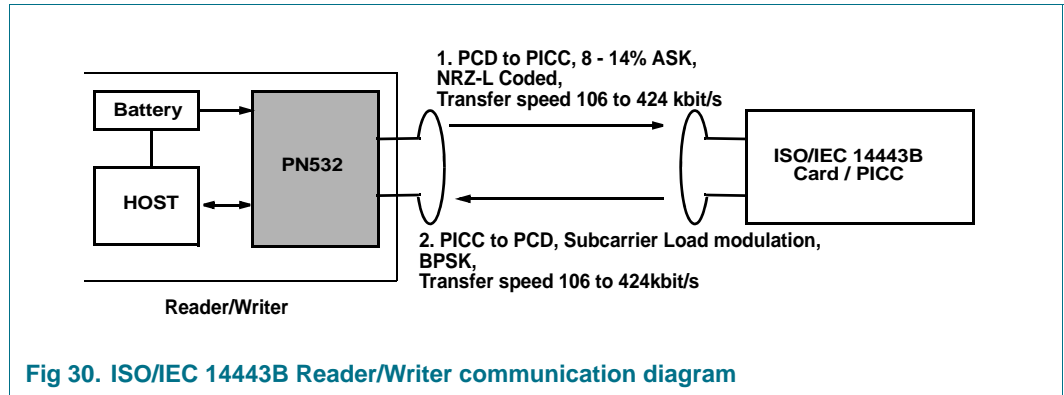 1. PCD to PICC, 8 - 14% ASK,
NRZ-L Coded,
Transfer speed 106 to 424 kbit/s
Battery
PN532
HOST
ISO/IEC 14443B
Card / PICC
2. PICC to PCD, Subcarrier Load modulation,
BPSK,
Transfer speed 106 to 424kbit/s
Reader/Writer
Fig 30. ISO/IEC 14443B Reader/Writer communication diagram